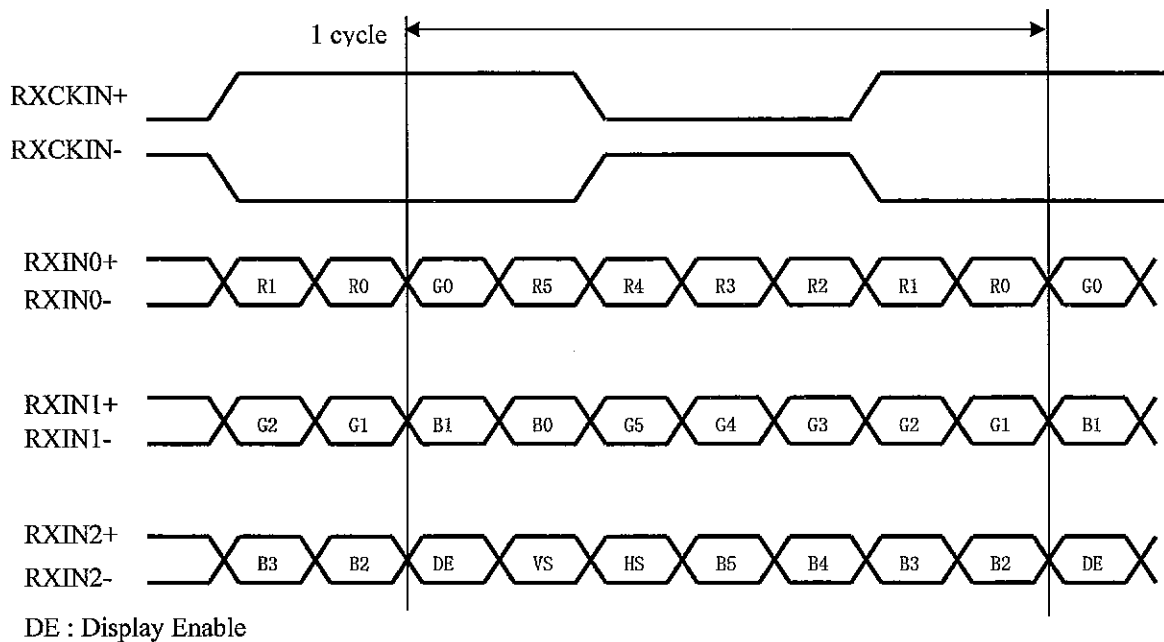 1 cycle
RXCKIN+
RXCKIN-
RXIN0+
RXIN0-
R1 R0 G0 R5 R4 R3 R2 R1 R0 G0
RXIN1+
RXIN1-
G2 G1 B1 B0 G5 G4 G3 G2 G1 B1
RXIN2+
RXIN2-
B3 B2 DE VS HS B5 B4 B3 B2 DE
DE : Display Enable